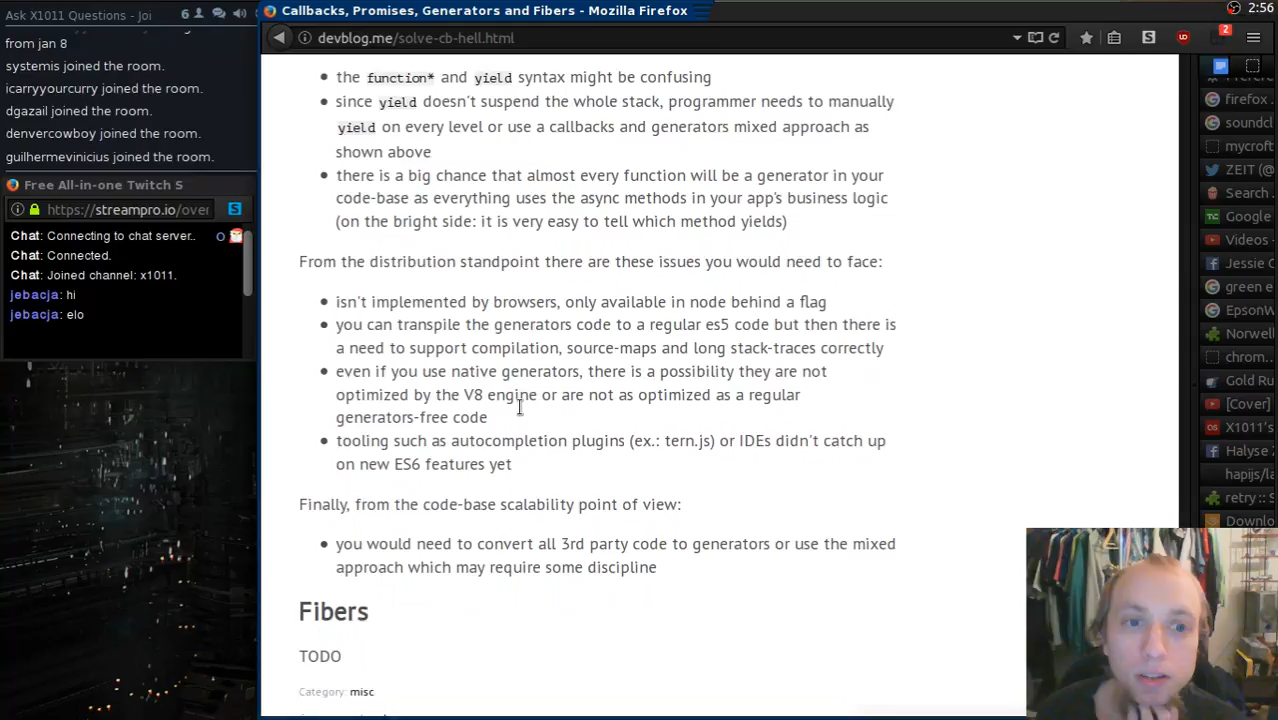 Ask X1011 Questions - Joi
6
from jan 8
systemis joined the room.
icarryyourcurry joined the room.
dgazail joined the room.
denvercowboy joined the room.
guilhermevinicius joined the room.
Free All-in-one Twitch S
https://streampro.io/over
Chat: Connecting to chat server..
Chat: Connected.
Chat: Joined channel: x1011.
jebacja: hi
jebacja: elo
Callbacks, Promises, Generators and Fibers - Mozilla Firefox
2:56
devblog.me/solve-cb-hell.html
2
the function* and yield syntax might be confusing
since yield doesn't suspend the whole stack, programmer needs to manually
yield on every level or use a callbacks and generators mixed approach as
shown above
there is a big chance that almost every function will be a generator in your
code-base as everything uses the async methods in your app's business logic
(on the bright side: it is very easy to tell which method yields)
From the distribution standpoint there are these issues you would need to face:
isn't implemented by browsers, only available in node behind a flag
you can transpile the generators code to a regular es5 code but then there is
a need to support compilation, source-maps and long stack-traces correctly
even if you use native generators, there is a possibility they are not
optimized by the V8 engine or are not as optimized as a regular
generators-free code
tooling such as autocompletion plugins (ex.: tern.js) or IDEs didn't catch up
on new ES6 features yet
Finally, from the code-base scalability point of view:
you would need to convert all 3rd party code to generators or use the mixed
approach which may require some discipline
Fibers
TODO
Category: misc
firefox
soundcl
mycroft
ZEIT (@
Search
Google
Videos -
Jessie C
green e
EpsonW
Norwell
chrom..
Gold Ru
[Cover]
X1011's
Halyse
hapijs/la
retry :: S
Downlo